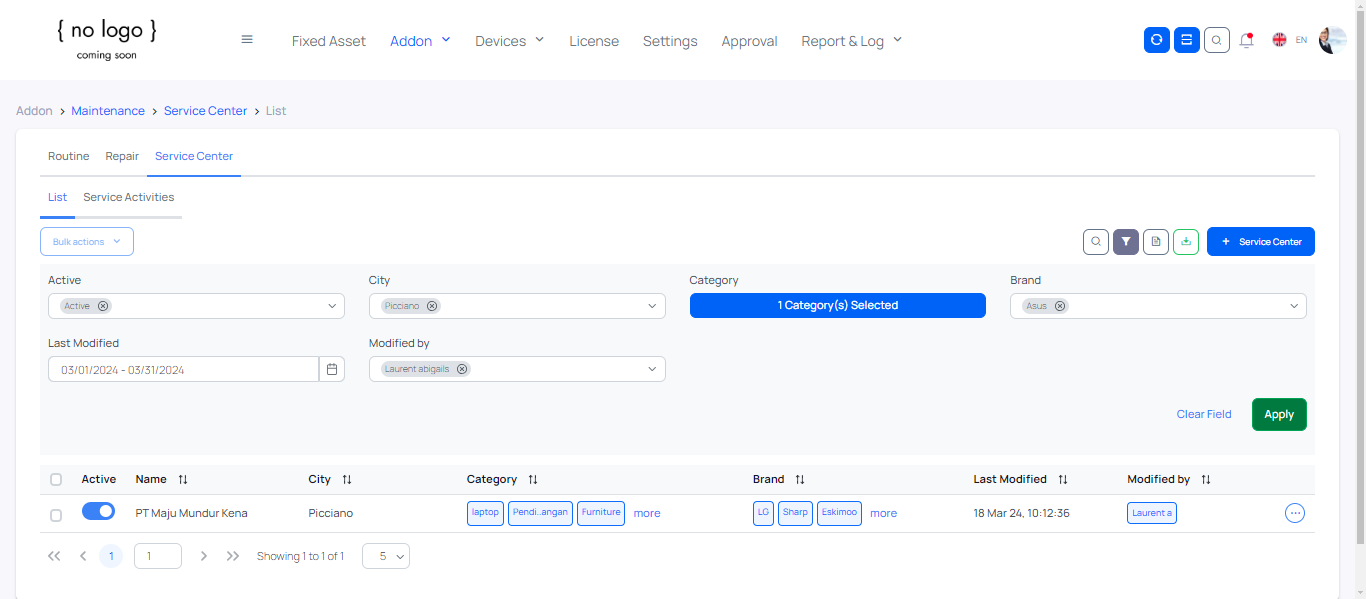 { no logo }
coming soon
Fixed Asset Addon Devices License Settings Approval Report & Log EN
Addon > Maintenance > Service Center > List
Routine Repair Service Center
List Service Activities
Bulk actions + Service Center
Active City Category Brand
Active Picciano 1 Category(s) Selected Asus
Last Modified Modified by
03/01/2024 - 03/31/2024 Laurent abigails
Clear Field Apply
Active Name City Category Brand Last Modified Modified by
PT Maju Mundur Kena Picciano laptop Pendi..angan Furniture more LG Sharp Eskimoo more 18 Mar 24, 10:12:36 Laurent a
1 1 Showing 1 to 1 of 1 5